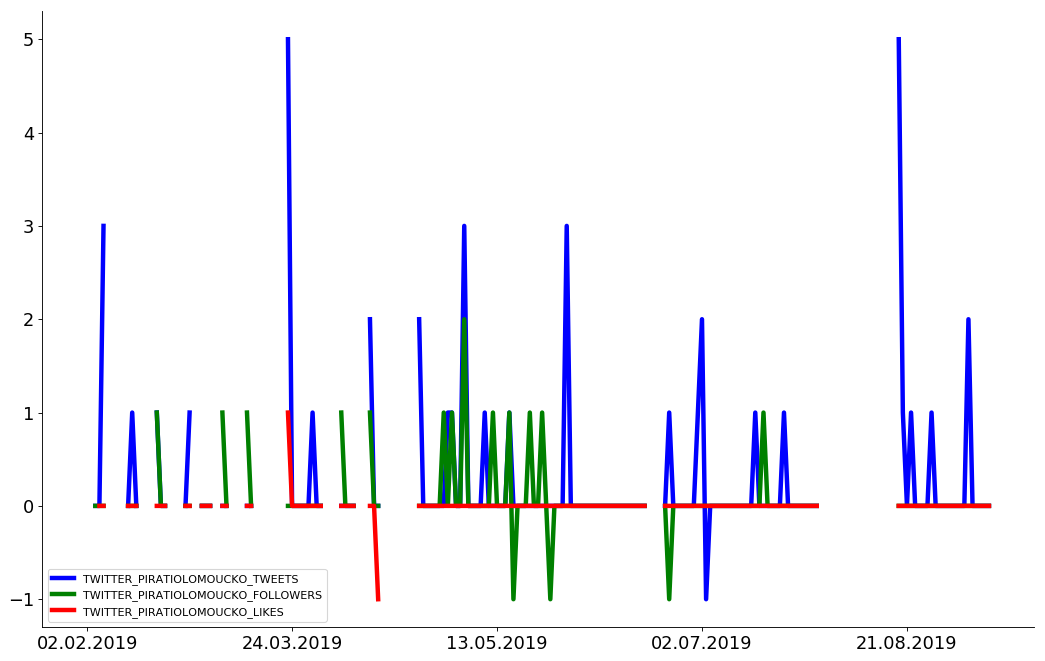 5
4
3
2
1
0
−1
TWITTER_PIRATIOLOMOUCKO_TWEETS
TWITTER_PIRATIOLOMOUCKO_FOLLOWERS
TWITTER_PIRATIOLOMOUCKO_LIKES
02.02.2019 24.03.2019 13.05.2019 02.07.2019 21.08.2019